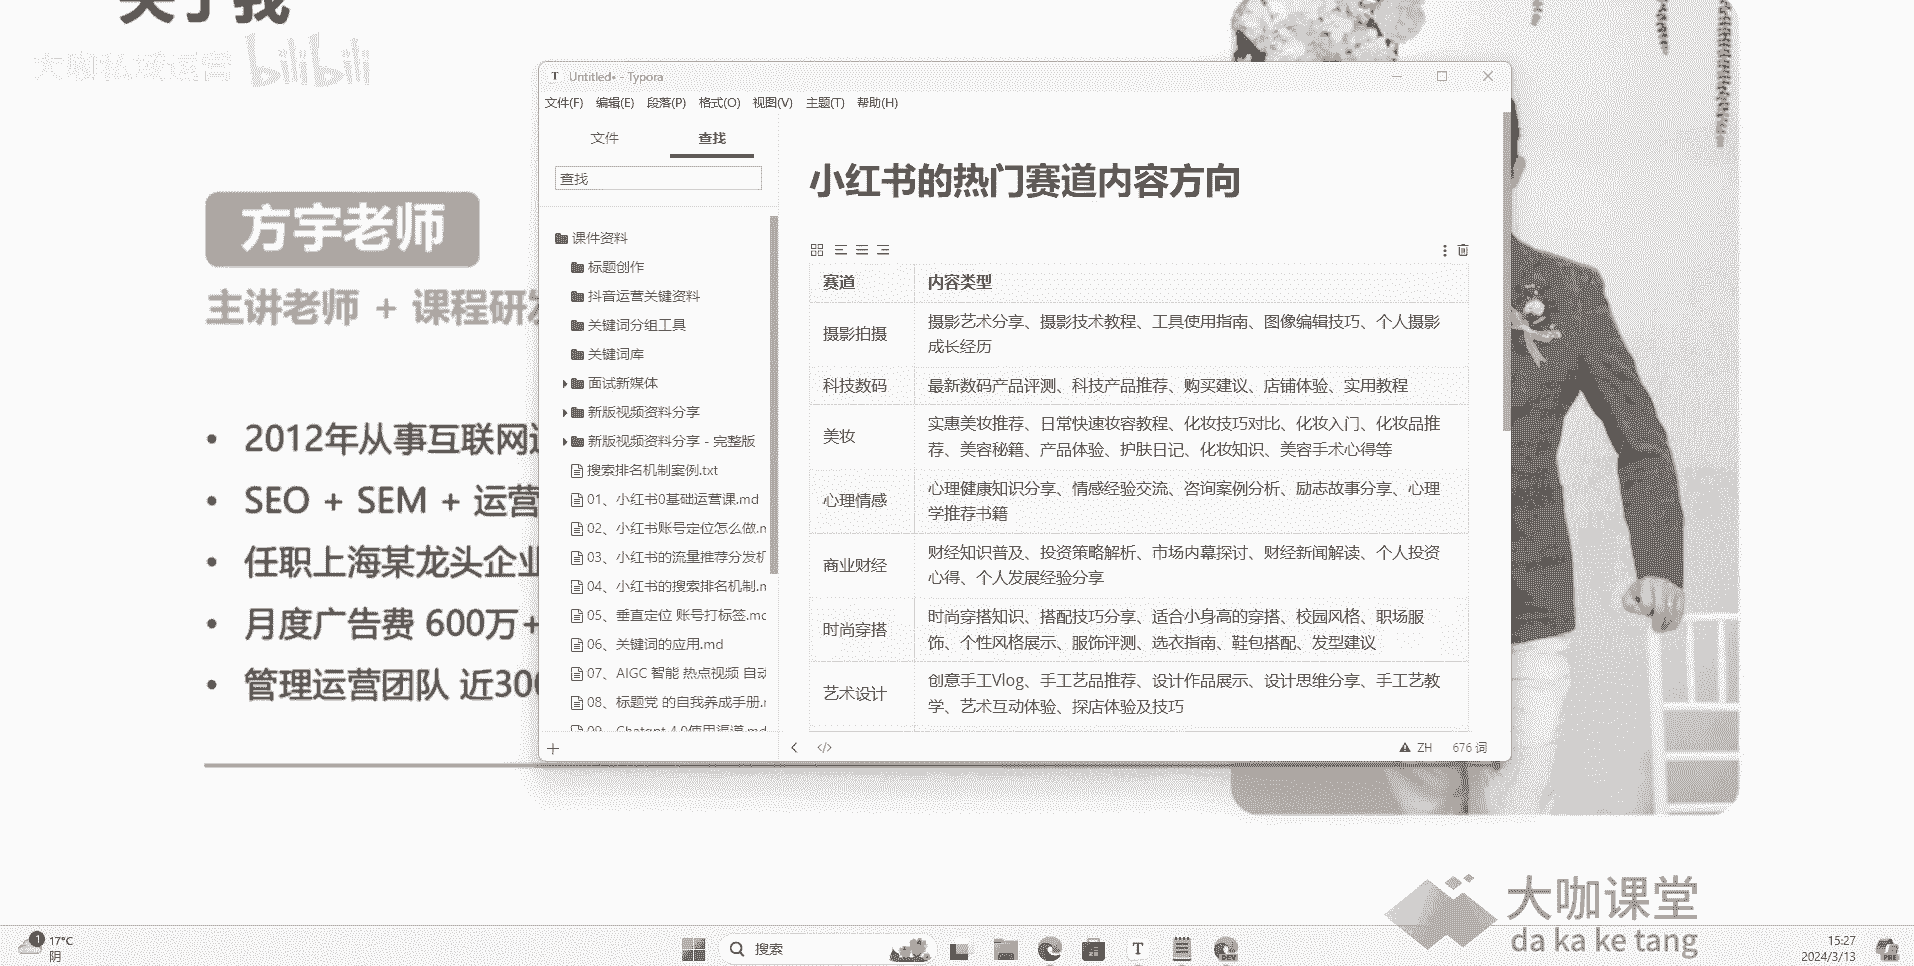 关于我
大咖私域运营 bilibili
方宇老师
主讲老师 + 课程研发
2012年从事互联网
SEO + SEM + 运营
任职上海某龙头企业
月度广告费 600万+
管理运营团队 近300
Untitled• - Typora
文件(F) 编辑(E) 段落(P) 格式(O) 视图(V) 主题(T) 帮助(H)
文件 查找
查找
课件资料
标题创作
抖音运营关键资料
关键词分组工具
关键词库
面试新媒体
新版视频资料分享
新版视频资料分享 - 完整版
搜索排名机制案例.txt
01、小红书0基础运营课.md
02、小红书账号定位怎么做.m
03、小红书的流量推荐分发机
04、小红书的搜索排名机制.m
05、垂直定位 账号打标签.mc
06、关键词的应用.md
07、AIGC 智能 热点视频 自动
08、标题党 的自我养成手册.r
09、Chatgpt 4.0使用渠道.md
小红书的热门赛道内容方向
赛道 内容类型
摄影拍摄 摄影艺术分享、摄影技术教程、工具使用指南、图像编辑技巧、个人摄影
成长经历
科技数码 最新数码产品评测、科技产品推荐、购买建议、店铺体验、实用教程
美妆 实惠美妆推荐、日常快速妆容教程、化妆技巧对比、化妆入门、化妆品推
荐、美容秘籍、产品体验、护肤日记、化妆知识、美容手术心得等
心理情感 心理健康知识分享、情感经验交流、咨询案例分析、励志故事分享、心理
学推荐书籍
商业财经 财经知识普及、投资策略解析、市场内幕探讨、财经新闻解读、个人投资
心得、个人发展经验分享
时尚穿搭 时尚穿搭知识、搭配技巧分享、适合小身高的穿搭、校园风格、职场服
饰、个性风格展示、服饰评测、选衣指南、鞋包搭配、发型建议
艺术设计 创意手工Vlog、手工艺品推荐、设计作品展示、设计思维分享、手工艺教
学、艺术互动体验、探店体验及技巧
ZH 676 词
大咖课堂
da ka ke tang
1 17°C
阴
搜索
DEV
15:27
2024/3/13
PRE